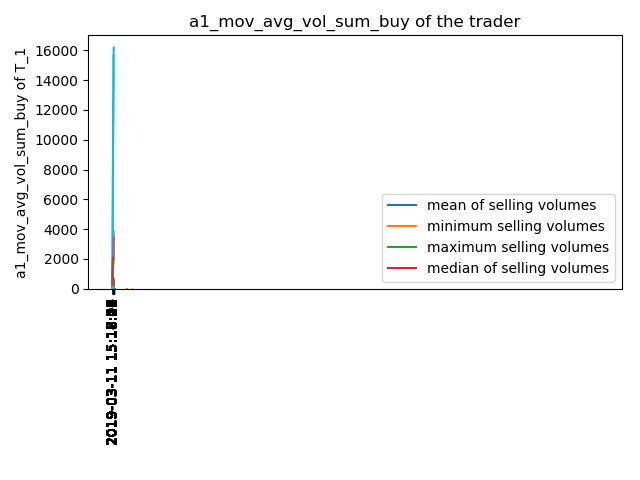 a1_mov_avg_vol_sum_buy of the trader
a1_mov_avg_vol_sum_buy of T_1
16000
14000
12000
10000
8000
6000
4000
2000
0
mean of selling volumes
minimum selling volumes
maximum selling volumes
median of selling volumes
2019-03-11